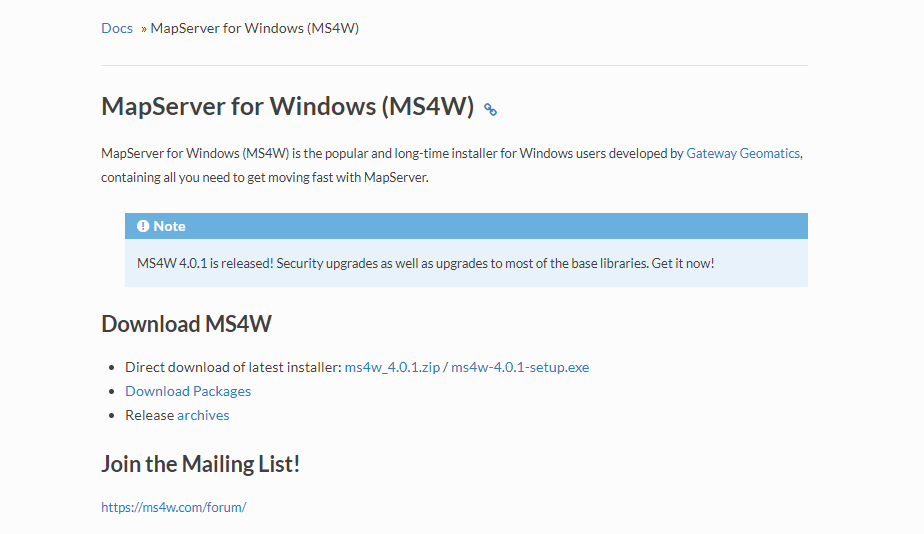 Docs » MapServer for Windows (MS4W)
MapServer for Windows (MS4W)
MapServer for Windows (MS4W) is the popular and long-time installer for Windows users developed by Gateway Geomatics,
containing all you need to get moving fast with MapServer.
Note
MS4W 4.0.1 is released! Security upgrades as well as upgrades to most of the base libraries. Get it now!
Download MS4W
• Direct download of latest installer: ms4w_4.0.1.zip / ms4w-4.0.1-setup.exe
• Download Packages
• Release archives
Join the Mailing List!
https://ms4w.com/forum/